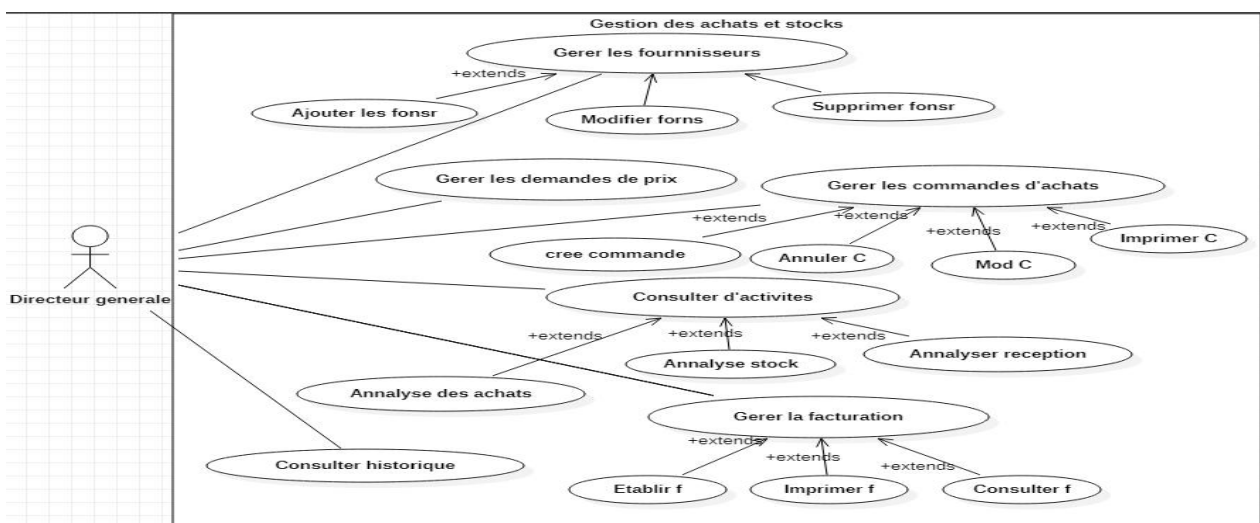 Gestion des achats et stocks
Gerer les fournnisseurs
+extends
Ajouter les fonsr
Modifier forns
Supprimer fonsr
Gerer les demandes de prix
Gerer les commandes d'achats
+extends
+extends
+extends
+extends
cree commande
Annuler C
Mod C
Imprimer C
Directeur generale
Consulter d'activites
+extends
+extends
+extends
Annalyse des achats
Annalyse stock
Annalyser reception
Gerer la facturation
+extends
+extends
+extends
Consulter historique
Etablir f
Imprimer f
Consulter f